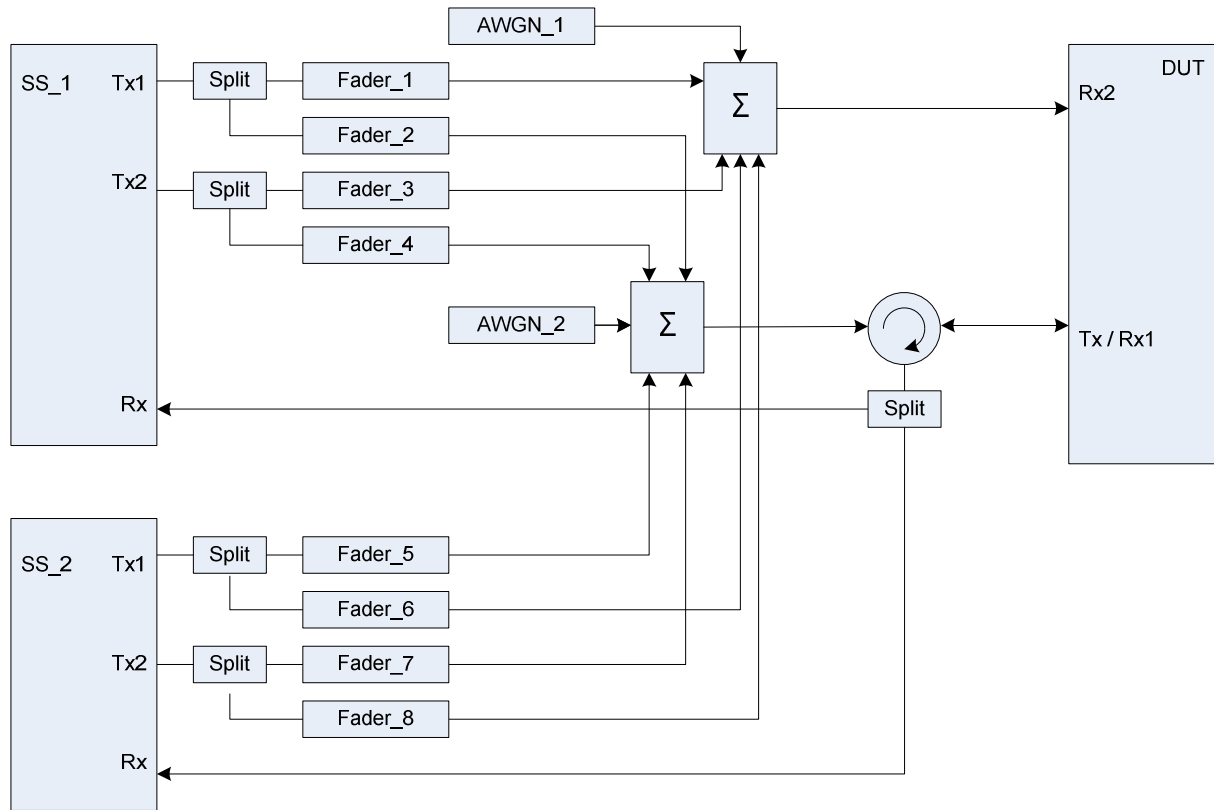 AWGN_1
SS_1
Tx1
Split
Fader_1
Σ
DUT
Rx2
Fader_2
Tx2
Split
Fader_3
Fader_4
AWGN_2
Σ
Tx / Rx1
Rx
Split
SS_2
Tx1
Split
Fader_5
Fader_6
Tx2
Split
Fader_7
Fader_8
Rx